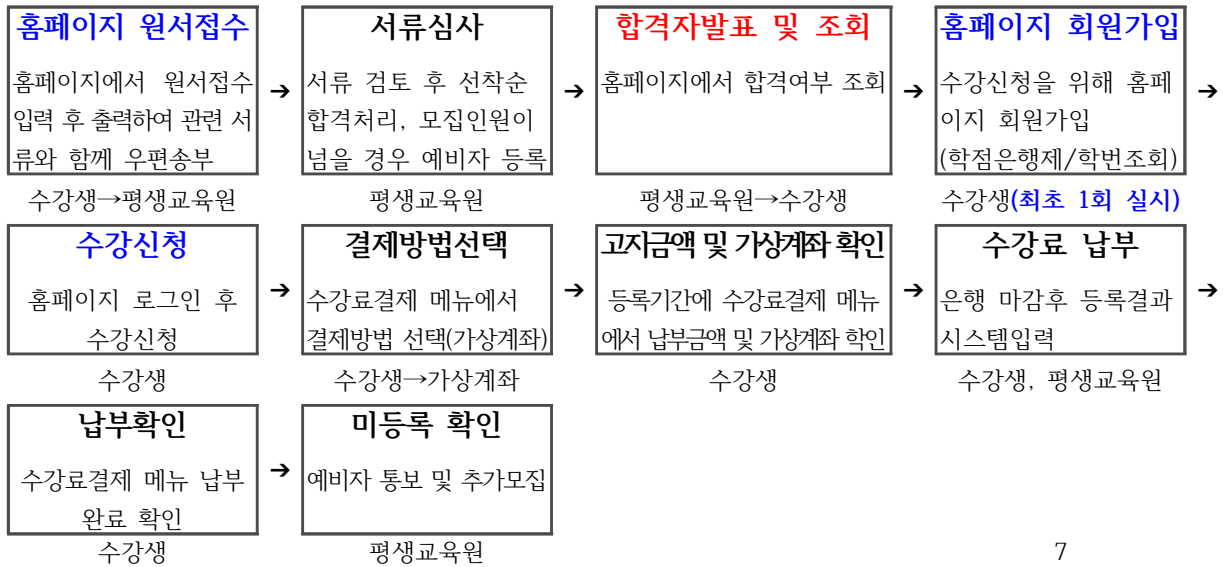 홈페이지 원서접수
홈페이지에서 원서접수
입력 후 출력하여 관련 서
류와 함께 우편송부
수강생→평생교육원
➔
서류심사
서류 검토 후 선착순
합격처리, 모집인원이
넘을 경우 예비자 등록
평생교육원
➔
합격자발표 및 조회
홈페이지에서 합격여부 조회
평생교육원→수강생
➔
홈페이지 회원가입
수강신청을 위해 홈페
이지 회원가입
(학점은행제/학번조회)
수강생(최초 1회 실시)
➔
수강신청
홈페이지 로그인 후
수강신청
수강생
➔
결제방법선택
수강료결제 메뉴에서
결제방법 선택(가상계좌)
수강생→가상계좌
➔
고지금액 및 가상계좌 확인
등록기간에 수강료결제 메뉴
에서 납부금액 및 가상계좌 확인
수강생
➔
수강료 납부
은행 마감후 등록결과
시스템입력
수강생, 평생교육원
➔
납부확인
수강료결제 메뉴 납부
완료 확인
수강생
➔
미등록 확인
예비자 통보 및 추가모집
평생교육원
7